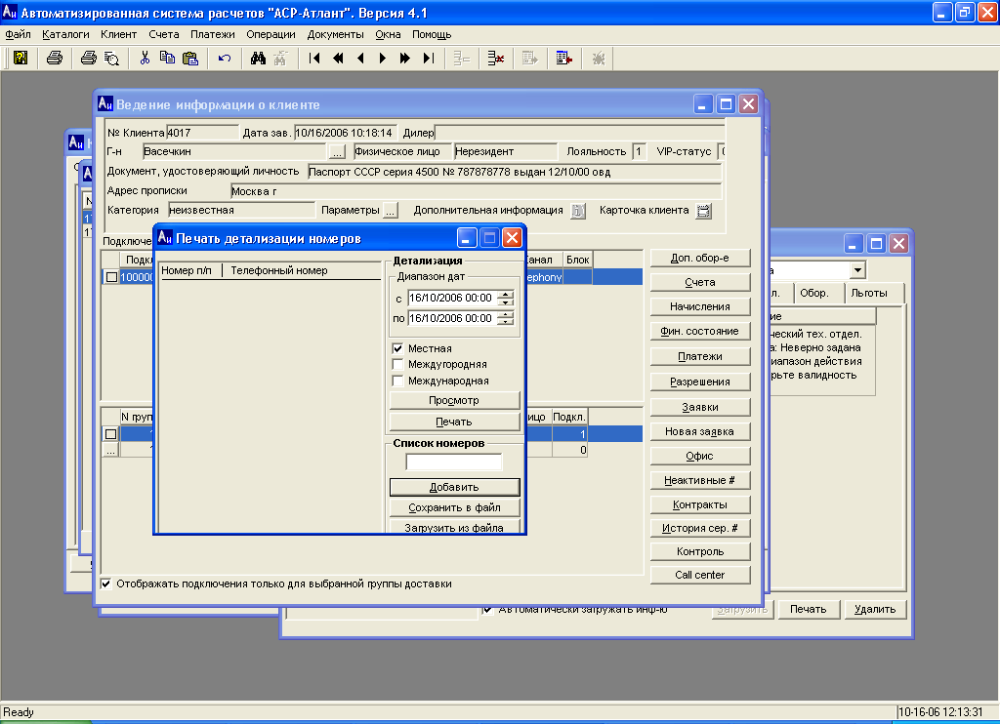 Автоматизированная система расчетов "АСР-Атлант". Версия 4.1
Файл Каталоги Клиент Счета Платежи Операции Документы Окна Помощь
Ведение информации о клиенте
№ Клиента 4017 Дата зав. 10/16/2006 10:18:14 Дилер
Г-н Васечкин ... Физическое лицо Нерезидент Лояльность 1 VIP-статус
Документ, удостоверяющий личность Паспорт СССР серия 4500 № 787878778 выдан 12/10/00 овд
Адрес прописки Москва г
Категория неизвестная Параметры ... Дополнительная информация Карточка клиента
Подключе
Подкл
100000
Канал Блок
ephony
N груп
ицо Подкл.
1
... 0
Отображать подключения только для выбранной группы доставки
Доп. обор-е
Счета
Начисления
Фин. состояние
Платежи
Разрешения
Заявки
Новая заявка
Офис
Неактивные #
Контракты
История сер. #
Контроль
Call center
Печать детализации номеров
Номер п/п Телефонный номер
Детализация
Диапазон дат
с 16/10/2006 00:00
по 16/10/2006 00:00
Местная
Междугородняя
Международная
Просмотр
Печать
Список номеров
Добавить
Сохранить в файл
Загрузить из файла
а
л. Обор. Льготы
ие
ческий тех. отдел.
а: Неверно задана
иапазон действия
рьте валидность
Автоматически загружать инф-ю Загрузить Печать Удалить
Ready 10-16-06 12:13:31